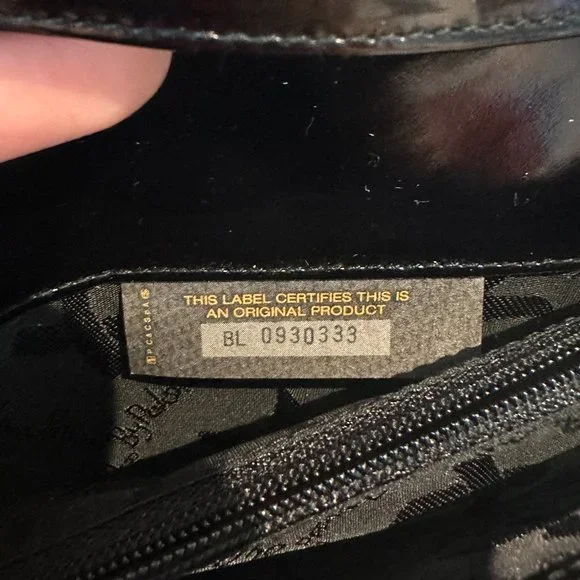 THIS LABEL CERTIFIES THIS IS
AN ORIGINAL PRODUCT
BL 0930333